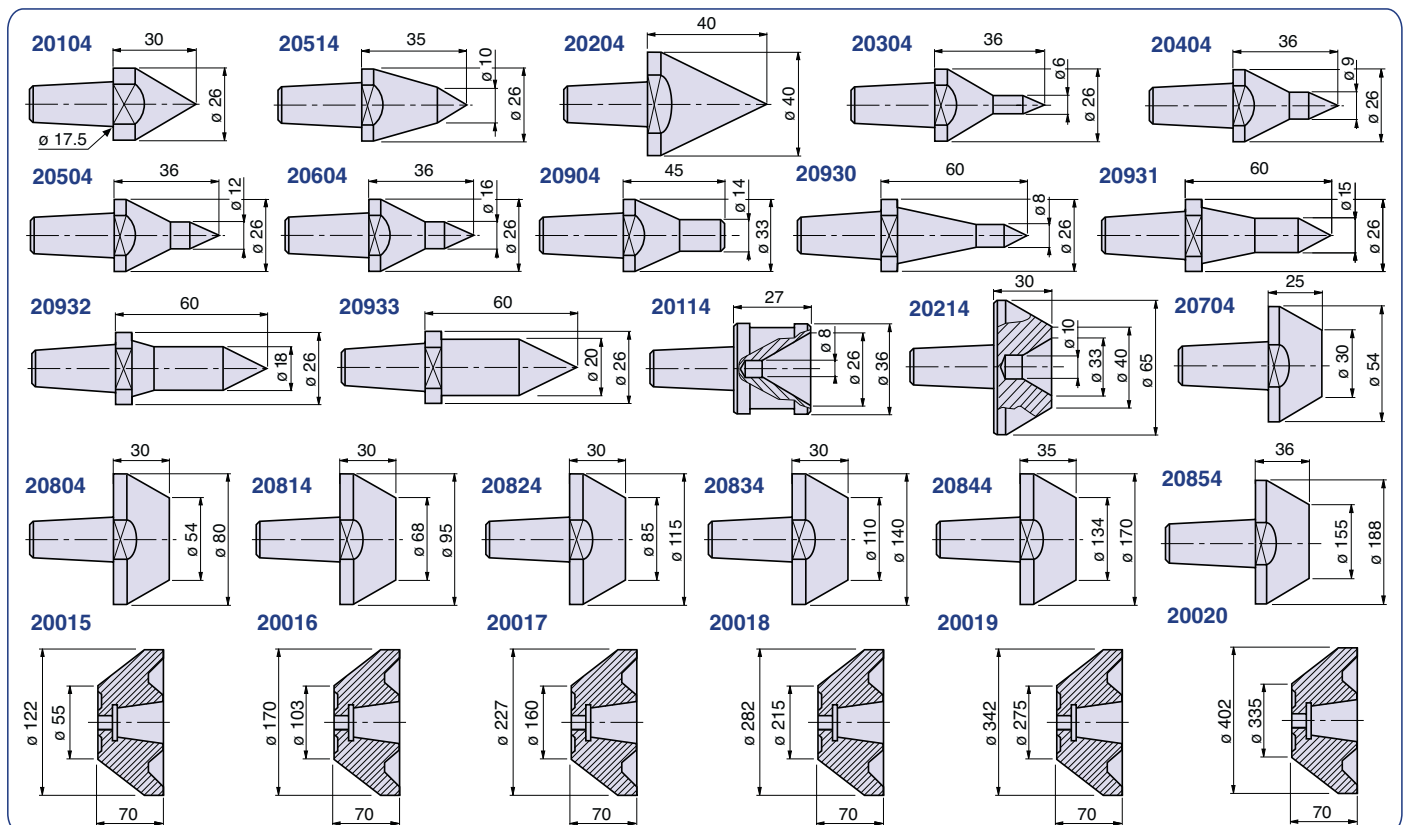 20104 30 ø 26 ø 17.5
20514 35 ø 10 ø 26
20204 40 ø 40
20304 36 ø 6 ø 26
20404 36 ø 9 ø 26
20504 36 ø 12 ø 26
20604 36 ø 16 ø 26
20904 45 ø 14 ø 33
20930 60 ø 8 ø 26
20931 60 ø 15 ø 26
20932 60 ø 18 ø 26
20933 60 ø 20 ø 26
20114 27 ø 8 ø 26 ø 36
20214 30 ø 10 ø 33 ø 40 ø 65
20704 25 ø 30 ø 54
20804 30 ø 54 ø 80
20814 30 ø 68 ø 95
20824 30 ø 85 ø 115
20834 30 ø 110 ø 140
20844 35 ø 134 ø 170
20854 36 ø 155 ø 188
20015 ø 122 ø 55 70
20016 ø 170 ø 103 70
20017 ø 227 ø 160 70
20018 ø 282 ø 215 70
20019 ø 342 ø 275 70
20020 ø 402 ø 335 70